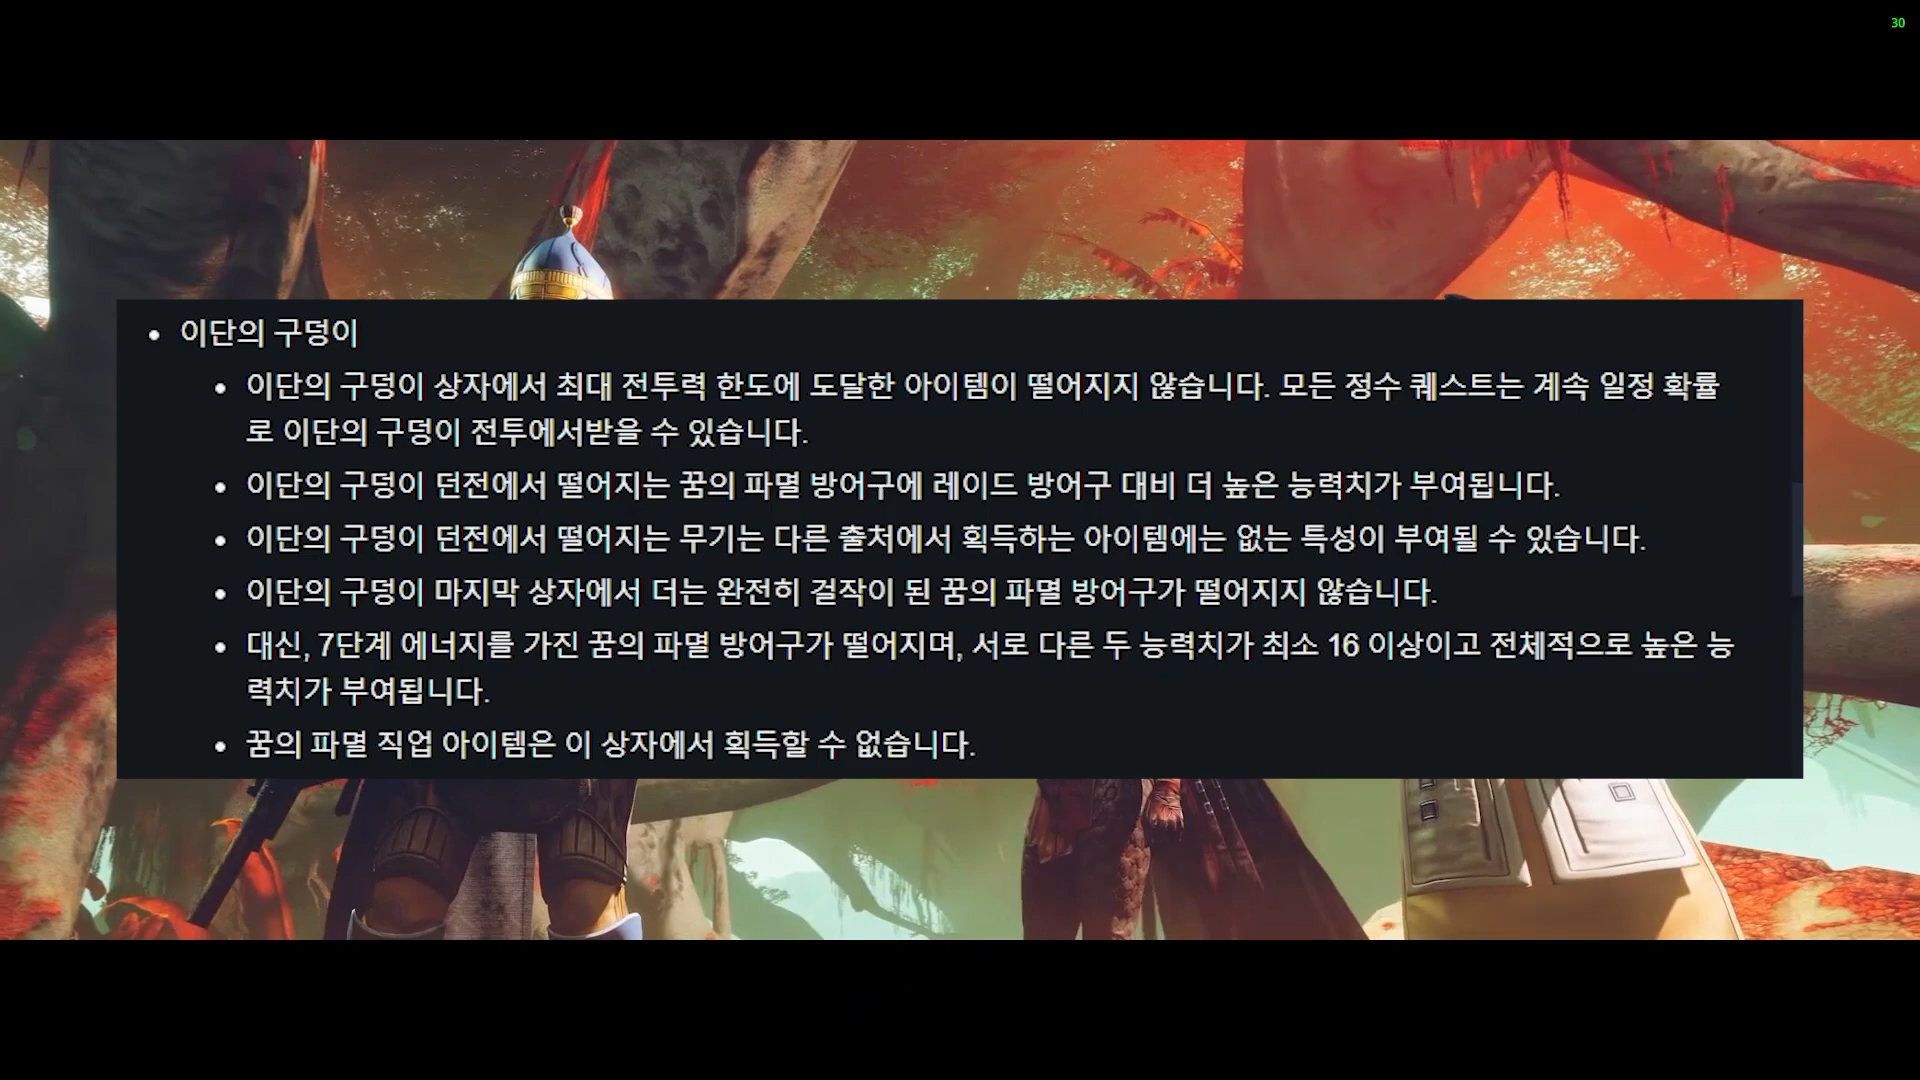 30
• 이단의 구덩이
• 이단의 구덩이 상자에서 최대 전투력 한도에 도달한 아이템이 떨어지지 않습니다. 모든 정수 퀘스트는 계속 일정 확률
로 이단의 구덩이 전투에서받을 수 있습니다.
• 이단의 구덩이 던전에서 떨어지는 꿈의 파멸 방어구에 레이드 방어구 대비 더 높은 능력치가 부여됩니다.
• 이단의 구덩이 던전에서 떨어지는 무기는 다른 출처에서 획득하는 아이템에는 없는 특성이 부여될 수 있습니다.
• 이단의 구덩이 마지막 상자에서 더는 완전히 걸작이 된 꿈의 파멸 방어구가 떨어지지 않습니다.
• 대신, 7단계 에너지를 가진 꿈의 파멸 방어구가 떨어지며, 서로 다른 두 능력치가 최소 16 이상이고 전체적으로 높은 능
력치가 부여됩니다.
• 꿈의 파멸 직업 아이템은 이 상자에서 획득할 수 없습니다.